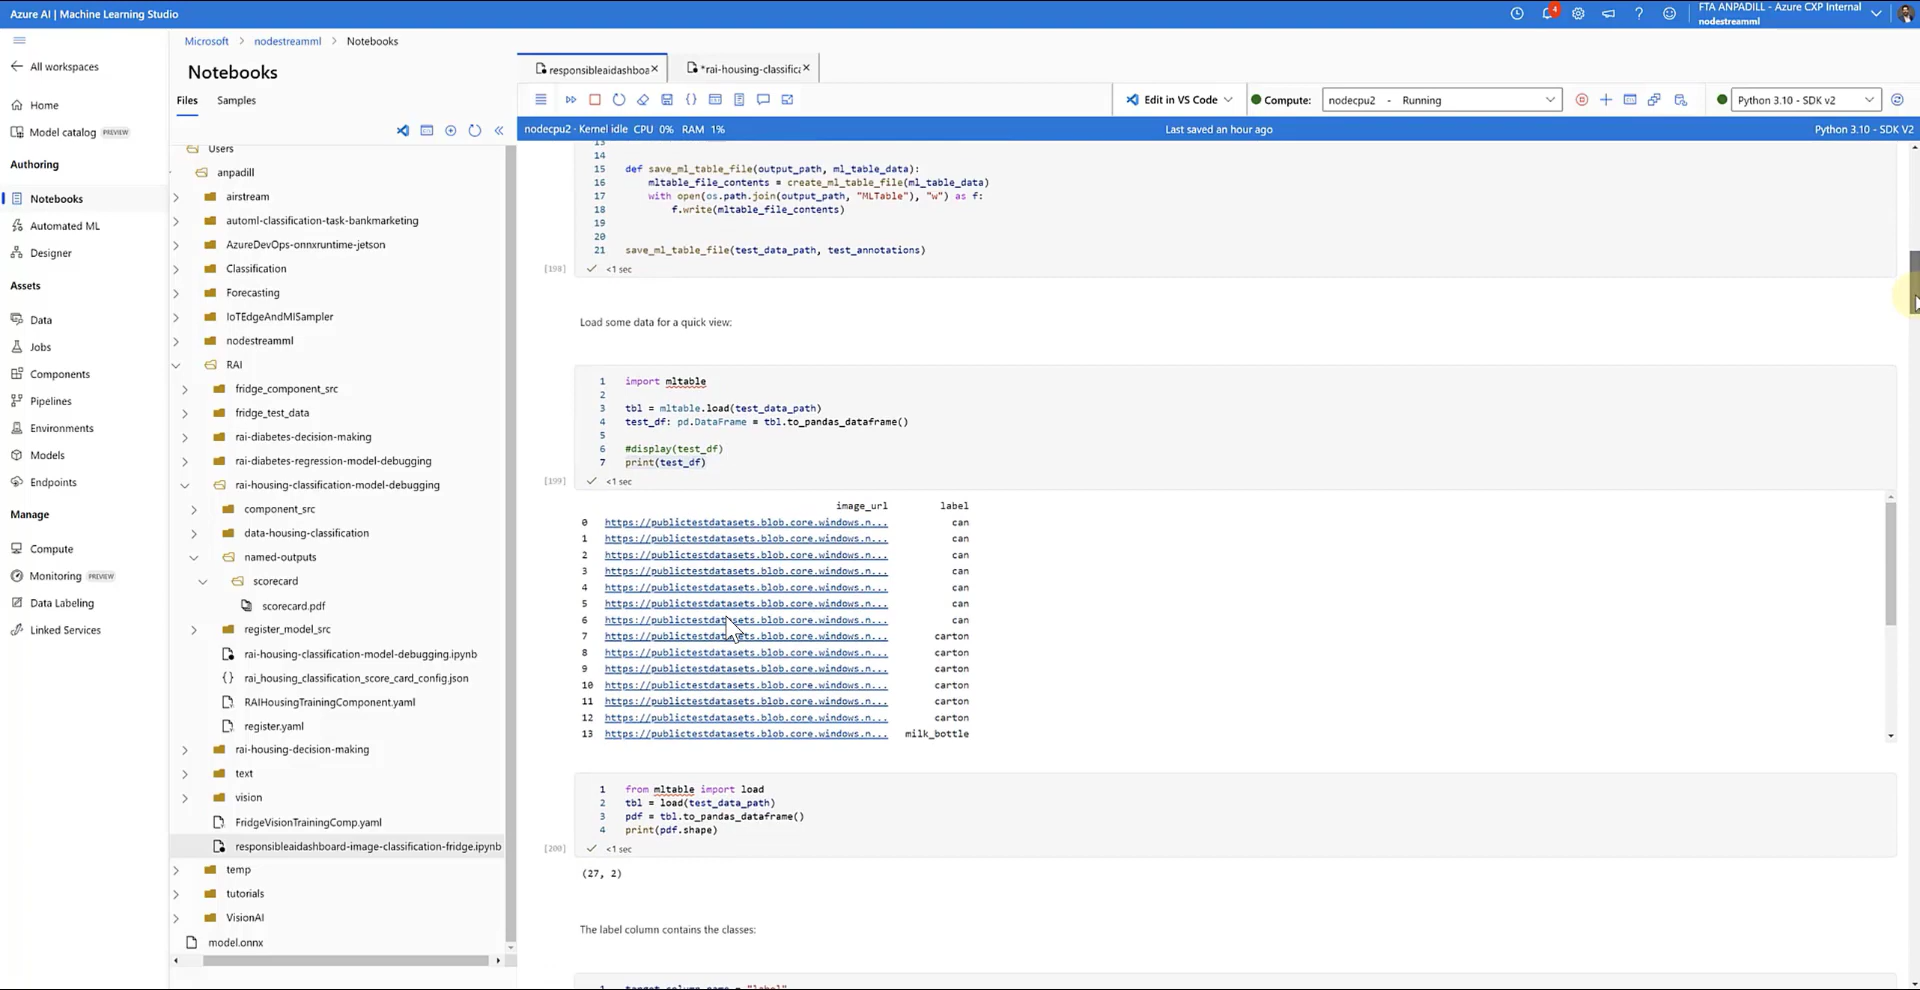 Azure AI | Machine Learning Studio
4
FTA ANPADILL - Azure CXP Internal
nodestreamml
All workspaces
Home
Model catalog PREVIEW
Authoring
Notebooks
Automated ML
Designer
Assets
Data
Jobs
Components
Pipelines
Environments
Models
Endpoints
Manage
Compute
Monitoring PREVIEW
Data Labeling
Linked Services
Microsoft > nodestreamml > Notebooks
Notebooks
Files Samples
Users
anpadill
airstream
automl-classification-task-bankmarketing
AzureDevOps-onnxruntime-jetson
Classification
Forecasting
IoTEdgeAndMlSampler
nodestreamml
RAI
fridge_component_src
fridge_test_data
rai-diabetes-decision-making
rai-diabetes-regression-model-debugging
rai-housing-classification-model-debugging
component_src
data-housing-classification
named-outputs
scorecard
scorecard.pdf
register_model_src
rai-housing-classification-model-debugging.ipynb
rai_housing_classification_score_card_config.json
RAIHousingTrainingComponent.yaml
register.yaml
rai-housing-decision-making
text
vision
FridgeVisionTrainingComp.yaml
responsibleaidashboard-image-classification-fridge.ipynb
temp
tutorials
VisionAI
model.onnx
responsibleaidashboa
*rai-housing-classifica
Edit in VS Code
Compute: nodecpu2 - Running
Python 3.10 - SDK v2
nodecpu2 · Kernel idle CPU 0% RAM 1%
Last saved an hour ago
Python 3.10 - SDK V2
13
14
15 def save_ml_table_file(output_path, ml_table_data):
16 mltable_file_contents = create_ml_table_file(ml_table_data)
17 with open(os.path.join(output_path, "MLTable"), "w") as f:
18 f.write(mltable_file_contents)
19
20
21 save_ml_table_file(test_data_path, test_annotations)
[198] <1 sec
Load some data for a quick view:
1 import mltable
2
3 tbl = mltable.load(test_data_path)
4 test_df: pd.DataFrame = tbl.to_pandas_dataframe()
5
6 #display(test_df)
7 print(test_df)
[199] <1 sec
image_url label
0 https://publictestdatasets.blob.core.windows.n... can
1 https://publictestdatasets.blob.core.windows.n... can
2 https://publictestdatasets.blob.core.windows.n... can
3 https://publictestdatasets.blob.core.windows.n... can
4 https://publictestdatasets.blob.core.windows.n... can
5 https://publictestdatasets.blob.core.windows.n... can
6 https://publictestdatasets.blob.core.windows.n... can
7 https://publictestdatasets.blob.core.windows.n... carton
8 https://publictestdatasets.blob.core.windows.n... carton
9 https://publictestdatasets.blob.core.windows.n... carton
10 https://publictestdatasets.blob.core.windows.n... carton
11 https://publictestdatasets.blob.core.windows.n... carton
12 https://publictestdatasets.blob.core.windows.n... carton
13 https://publictestdatasets.blob.core.windows.n... milk_bottle
1 from mltable import load
2 tbl = load(test_data_path)
3 pdf = tbl.to_pandas_dataframe()
4 print(pdf.shape)
[200] <1 sec
(27, 2)
The label column contains the classes:
1 target_column_name = "label"